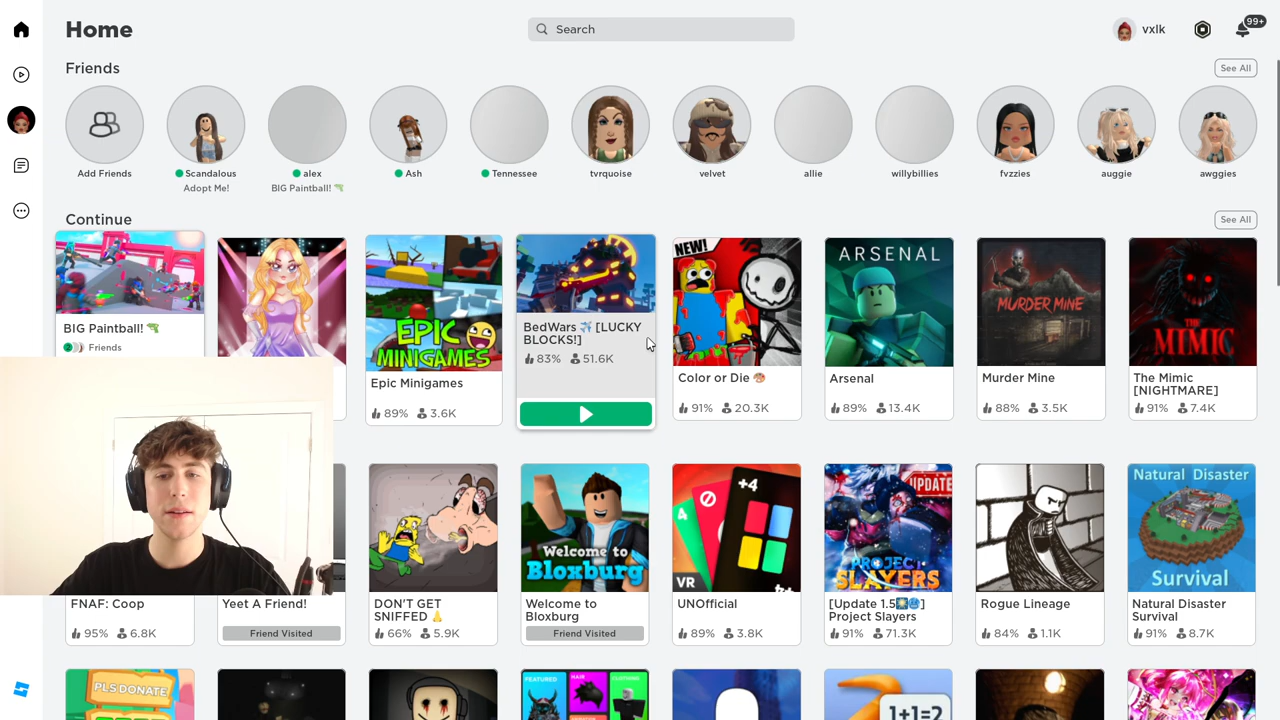 Home
Search
vxlk
99+
Friends
See All
Add Friends
Scandalous
Adopt Me!
alex
BIG Paintball! 🔫
Ash
Tennessee
tvrquoise
velvet
allie
willybillies
fvzzies
auggie
awggies
Continue
See All
BIG Paintball! 🔫
Friends
EPIC
MINIGAMES
Epic Minigames
89% 3.6K
BedWars ✈️ [LUCKY
BLOCKS!]
83% 51.6K
NEW!
Color or Die 🎨
91% 20.3K
ARSENAL
Arsenal
89% 13.4K
MURDER MINE
Murder Mine
88% 3.5K
THE
MIMIC
The Mimic
[NIGHTMARE]
91% 7.4K
FNAF: Coop
95% 6.8K
Yeet A Friend!
Friend Visited
DON'T GET
SNIFFED 👃
66% 5.9K
Welcome to
Bloxburg
Welcome to
Bloxburg
Friend Visited
+4
4
VR
UNOfficial
89% 3.8K
UPDATE
PROJECT
SLAYERS
[Update 1.5🎇🥶]
Project Slayers
91% 71.3K
Rogue Lineage
84% 1.1K
Natural Disaster
Survival
Natural Disaster
Survival
91% 8.7K
PLS DONATE
FEATURED
HAIR
CLOTHING
1+1=2